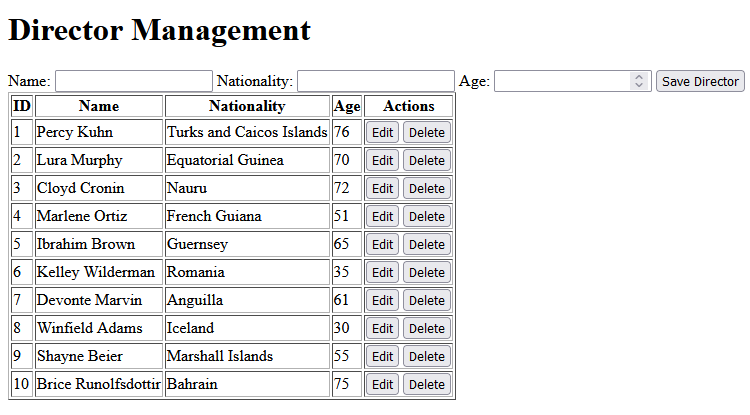 Director Management
Name: Nationality: Age: Save Director
ID Name Nationality Age Actions
1 Percy Kuhn Turks and Caicos Islands 76 Edit Delete
2 Lura Murphy Equatorial Guinea 70 Edit Delete
3 Cloyd Cronin Nauru 72 Edit Delete
4 Marlene Ortiz French Guiana 51 Edit Delete
5 Ibrahim Brown Guernsey 65 Edit Delete
6 Kelley Wilderman Romania 35 Edit Delete
7 Devonte Marvin Anguilla 61 Edit Delete
8 Winfield Adams Iceland 30 Edit Delete
9 Shayne Beier Marshall Islands 55 Edit Delete
10 Brice Runolfsdottir Bahrain 75 Edit Delete